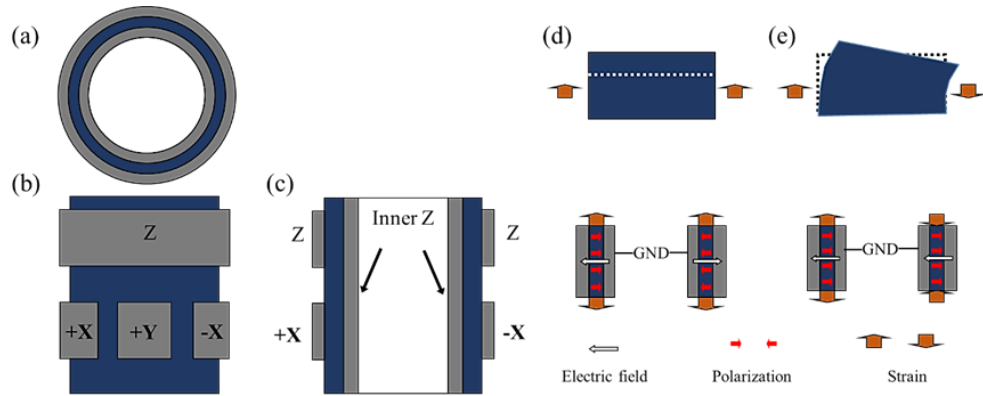 (a)
(b)
Z
+X
+Y
-X
(c)
Inner Z
Z
Z
+X
-X
(d)
(e)
GND
GND
Electric field
Polarization
Strain